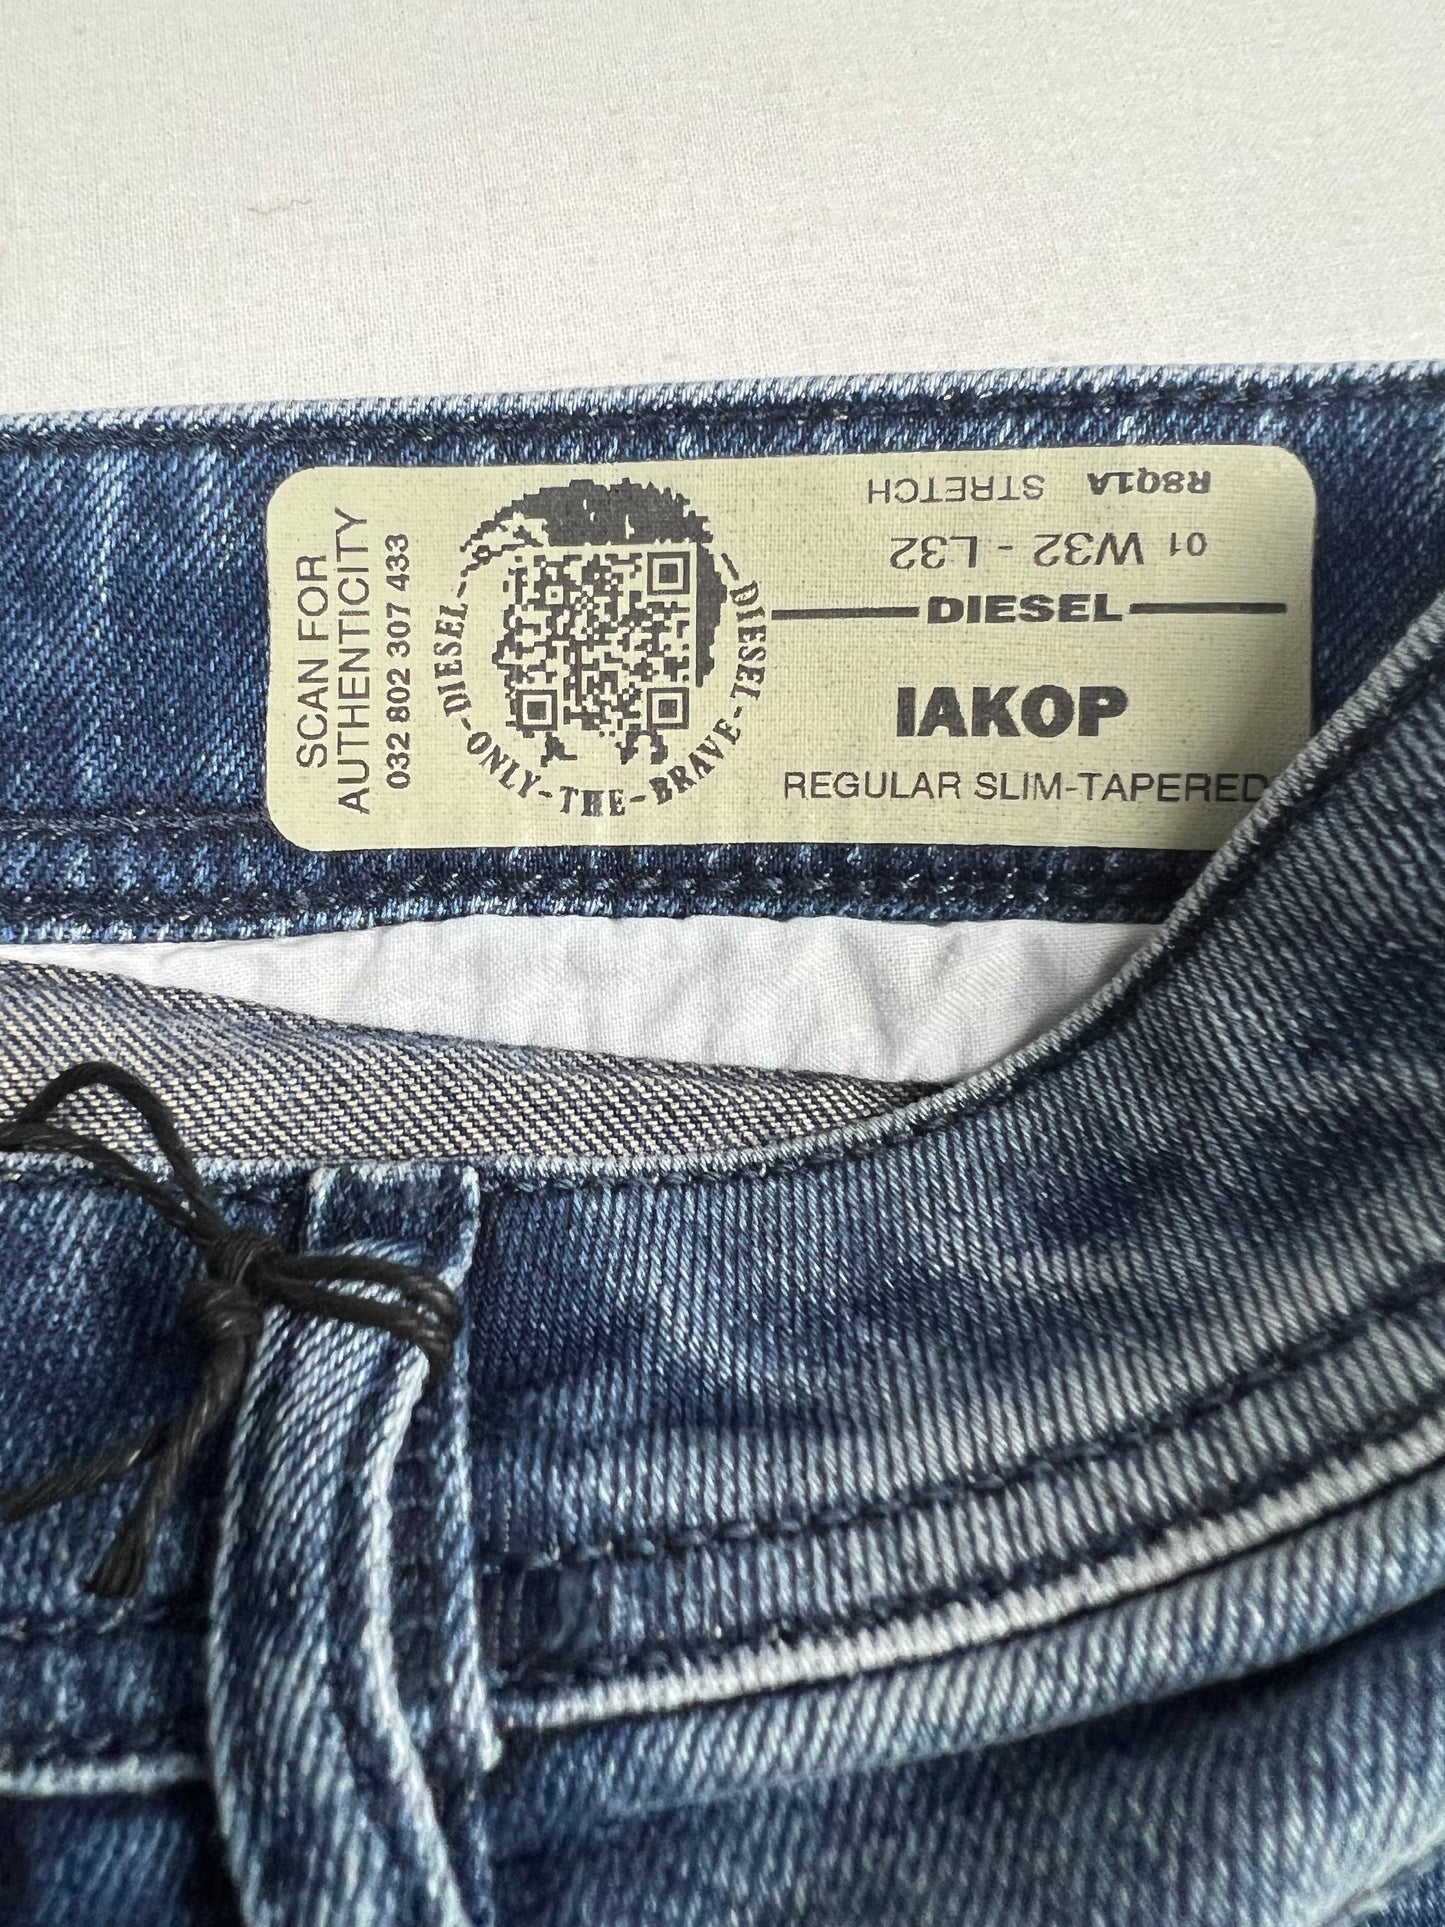 SCAN FOR
AUTHENTICITY
032 802 307 433
-DIESEL-
-ONLY-THE-BRAVE-
-DIESEL-
R8Q1A STRETCH
01 W32 - L32
DIESEL
IAKOP
REGULAR SLIM-TAPERED